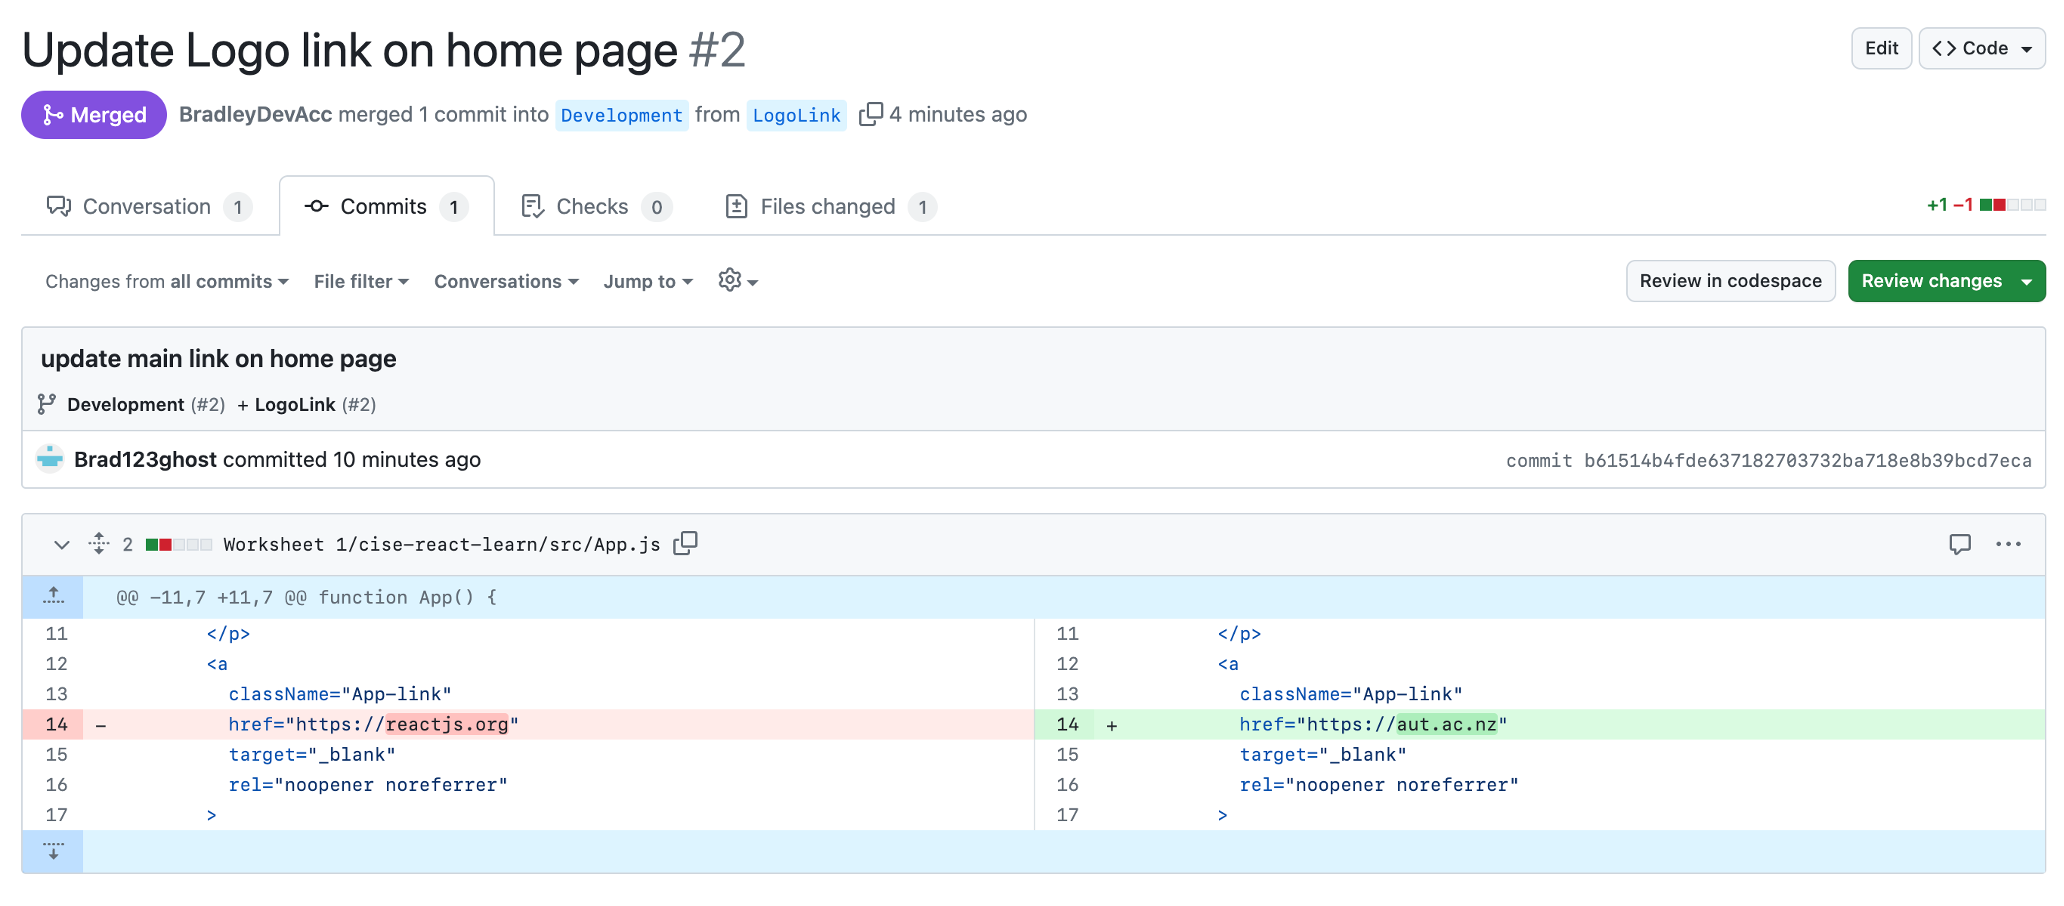 Update Logo link on home page #2
Edit
<> Code
Merged
BradleyDevAcc merged 1 commit into Development from LogoLink 4 minutes ago
Conversation 1
Commits 1
Checks 0
Files changed 1
+1 −1
Changes from all commits
File filter
Conversations
Jump to
Review in codespace
Review changes
update main link on home page
Development (#2) + LogoLink (#2)
Brad123ghost committed 10 minutes ago
commit b61514b4fde637182703732ba718e8b39bcd7eca
2 Worksheet 1/cise-react-learn/src/App.js
@@ -11,7 +11,7 @@ function App() {
11 </p>
12 <a
13 className="App-link"
14 - href="https://reactjs.org"
15 target="_blank"
16 rel="noopener noreferrer"
17 >
11 </p>
12 <a
13 className="App-link"
14 + href="https://aut.ac.nz"
15 target="_blank"
16 rel="noopener noreferrer"
17 >